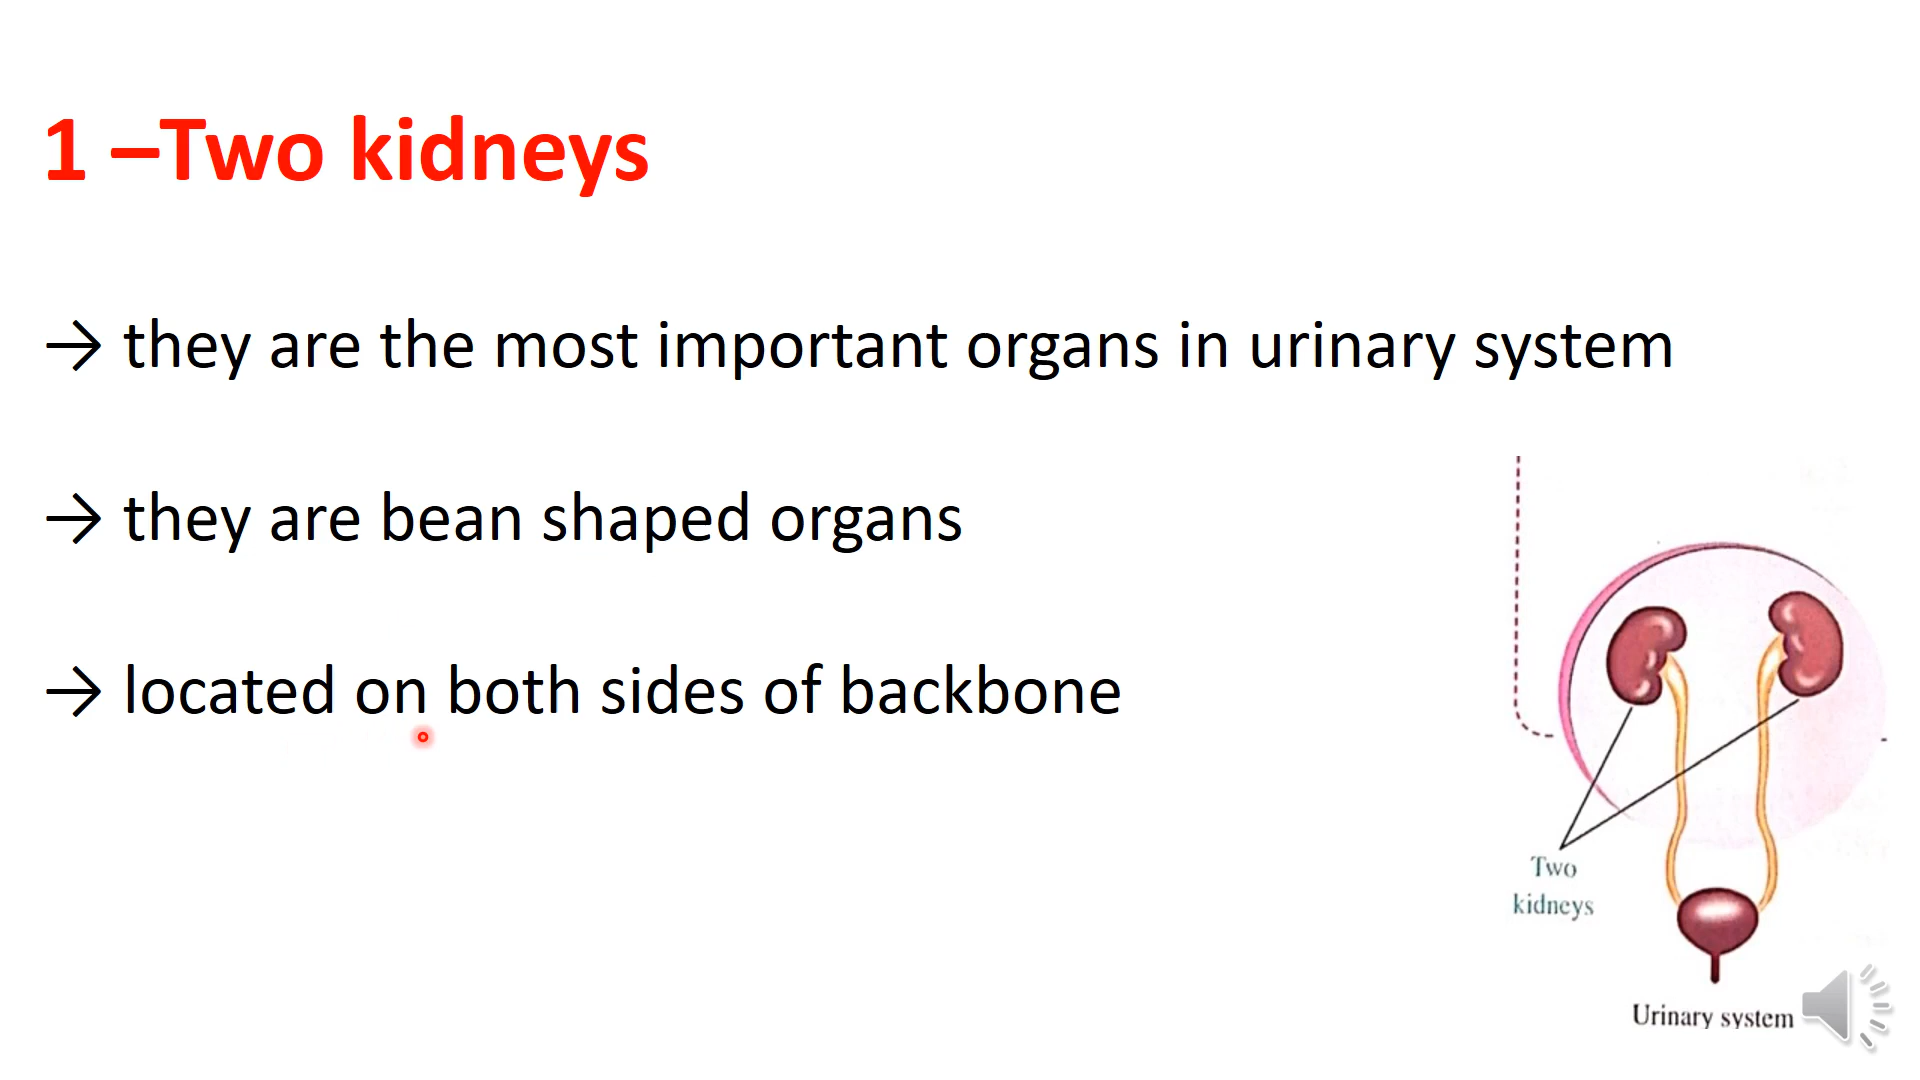 1 –Two kidneys
→ they are the most important organs in urinary system
→ they are bean shaped organs
→ located on both sides of backbone
Two
kidneys
Urinary system